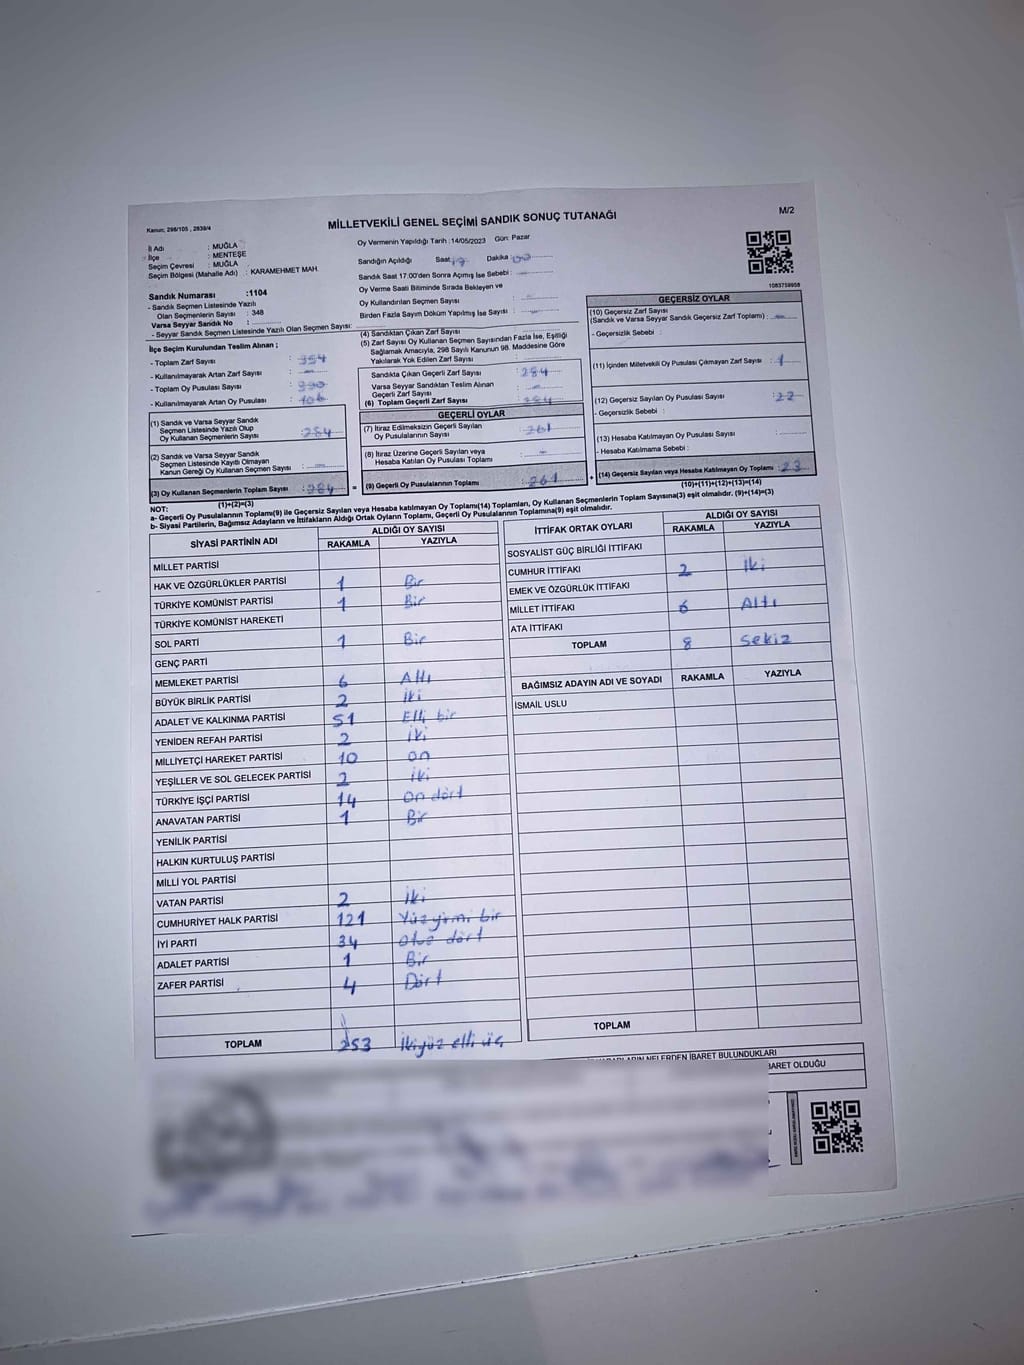 MİLLETVEKİLİ GENEL SEÇİMİ SANDIK SONUÇ TUTANAĞI
M/2
Kanun; 298/105 , 2839/4
İl Adı : MUĞLA
İlçe : MENTEŞE
Seçim Çevresi : MUĞLA
Seçim Bölgesi (Mahalle Adı) : KARAMEHMET MAH.
Oy Vermenin Yapıldığı Tarih :14/05/2023 Gün: Pazar
Sandığın Açıldığı Saat: 17 Dakika: 00
Sandık Saat 17.00'den Sonra Açılmış İse Sebebi :
Oy Verme Saati Bitiminde Sırada Bekleyen ve
Oy Kullandırılan Seçmen Sayısı :
Birden Fazla Sayım Döküm Yapılmış İse Sayısı :
1083759958
Sandık Numarası :1104
- Sandık Seçmen Listesinde Yazılı
Olan Seçmenlerin Sayısı : 348
Varsa Seyyar Sandık No :
- Seyyar Sandık Seçmen Listesinde Yazılı Olan Seçmen Sayısı:
İlçe Seçim Kurulundan Teslim Alınan ;
- Toplam Zarf Sayısı :
- Kullanılmayarak Artan Zarf Sayısı : —
- Toplam Oy Pusulası Sayısı :
- Kullanılmayarak Artan Oy Pusulası Sayısı : 106
(1) Sandık ve Varsa Seyyar Sandık
Seçmen Listesinde Yazılı Olup
Oy Kullanan Seçmenlerin Sayısı : 284
(2) Sandık ve Varsa Seyyar Sandık
Seçmen Listesinde Kayıtlı Olmayan
Kanun Gereği Oy Kullanan Seçmen Sayısı : —
(3) Oy Kullanan Seçmenlerin Toplam Sayısı : 284
(1)+(2)=(3)
(4) Sandıktan Çıkan Zarf Sayısı :
(5) Zarf Sayısı Oy Kullanan Seçmen Sayısından Fazla İse, Eşitliği
Sağlamak Amacıyla, 298 Sayılı Kanunun 98. Maddesine Göre
Yakılarak Yok Edilen Zarf Sayısı :
Sandıkta Çıkan Geçerli Zarf Sayısı : 284
Varsa Seyyar Sandıktan Teslim Alınan
Geçerli Zarf Sayısı : —
(6) Toplam Geçerli Zarf Sayısı : 284
GEÇERLİ OYLAR
(7) İtiraz Edilmeksizin Geçerli Sayılan
Oy Pusulalarının Sayısı : 261
(8) İtiraz Üzerine Geçerli Sayılan veya
Hesaba Katılan Oy Pusulası Toplamı : —
= (9) Geçerli Oy Pusulalarının Toplamı : 261
GEÇERSİZ OYLAR
(10) Geçersiz Zarf Sayısı
(Sandık ve Varsa Seyyar Sandık Geçersiz Zarf Toplamı) : —
- Geçersizlik Sebebi :
(11) İçinden Milletvekili Oy Pusulası Çıkmayan Zarf Sayısı : 1
(12) Geçersiz Sayılan Oy Pusulası Sayısı : 22
- Geçersizlik Sebebi :
(13) Hesaba Katılmayan Oy Pusulası Sayısı :
- Hesaba Katılmama Sebebi :
+ (14) Geçersiz Sayılan veya Hesaba Katılmayan Oy Toplamı : 23
(10)+(11)+(12)+(13)=(14)
NOT:
a- Geçerli Oy Pusulalarının Toplam(9) ile Geçersiz Sayılan veya Hesaba katılmayan Oy Toplamı(14) Toplamları, Oy Kullanan Seçmenlerin Toplam Sayısına(3) eşit olmalıdır. (9)+(14)=(3)
b- Siyasi Partilerin, Bağımsız Adayların ve İttifakların Aldığı Ortak Oyların Toplamı, Geçerli Oy Pusulalarının Toplamına(9) eşit olmalıdır.
SİYASİ PARTİNİN ADI ALDIĞI OY SAYISI
RAKAMLA YAZIYLA
MİLLET PARTİSİ
HAK VE ÖZGÜRLÜKLER PARTİSİ 1 Bir
TÜRKİYE KOMÜNİST PARTİSİ 1 Bir
TÜRKİYE KOMÜNİST HAREKETİ
SOL PARTİ 1 Bir
GENÇ PARTİ
MEMLEKET PARTİSİ 6 Altı
BÜYÜK BİRLİK PARTİSİ 2 iki
ADALET VE KALKINMA PARTİSİ 51 Elli bir
YENİDEN REFAH PARTİSİ 2 iki
MİLLİYETÇİ HAREKET PARTİSİ 10 on
YEŞİLLER VE SOL GELECEK PARTİSİ 2 iki
TÜRKİYE İŞÇİ PARTİSİ 14 on dört
ANAVATAN PARTİSİ 1 Bir
YENİLİK PARTİSİ
HALKIN KURTULUŞ PARTİSİ
MİLLİ YOL PARTİSİ
VATAN PARTİSİ 2 iki
CUMHURİYET HALK PARTİSİ 121 Yüzyirmi bir
İYİ PARTİ 34 otuz dört
ADALET PARTİSİ 1 Bir
ZAFER PARTİSİ 4 Dört
TOPLAM 253 ikiyüz elli üç
İTTİFAK ORTAK OYLARI ALDIĞI OY SAYISI
RAKAMLA YAZIYLA
SOSYALİST GÜÇ BİRLİĞİ İTTİFAKI
CUMHUR İTTİFAKI 2 iki
EMEK VE ÖZGÜRLÜK İTTİFAKI
MİLLET İTTİFAKI 6 Altı
ATA İTTİFAKI
TOPLAM 8 sekiz
BAĞIMSIZ ADAYIN ADI VE SOYADI RAKAMLA YAZIYLA
İSMAİL USLU
TOPLAM
NELERDEN İBARET BULUNDUKLARI
BARET OLDUĞU